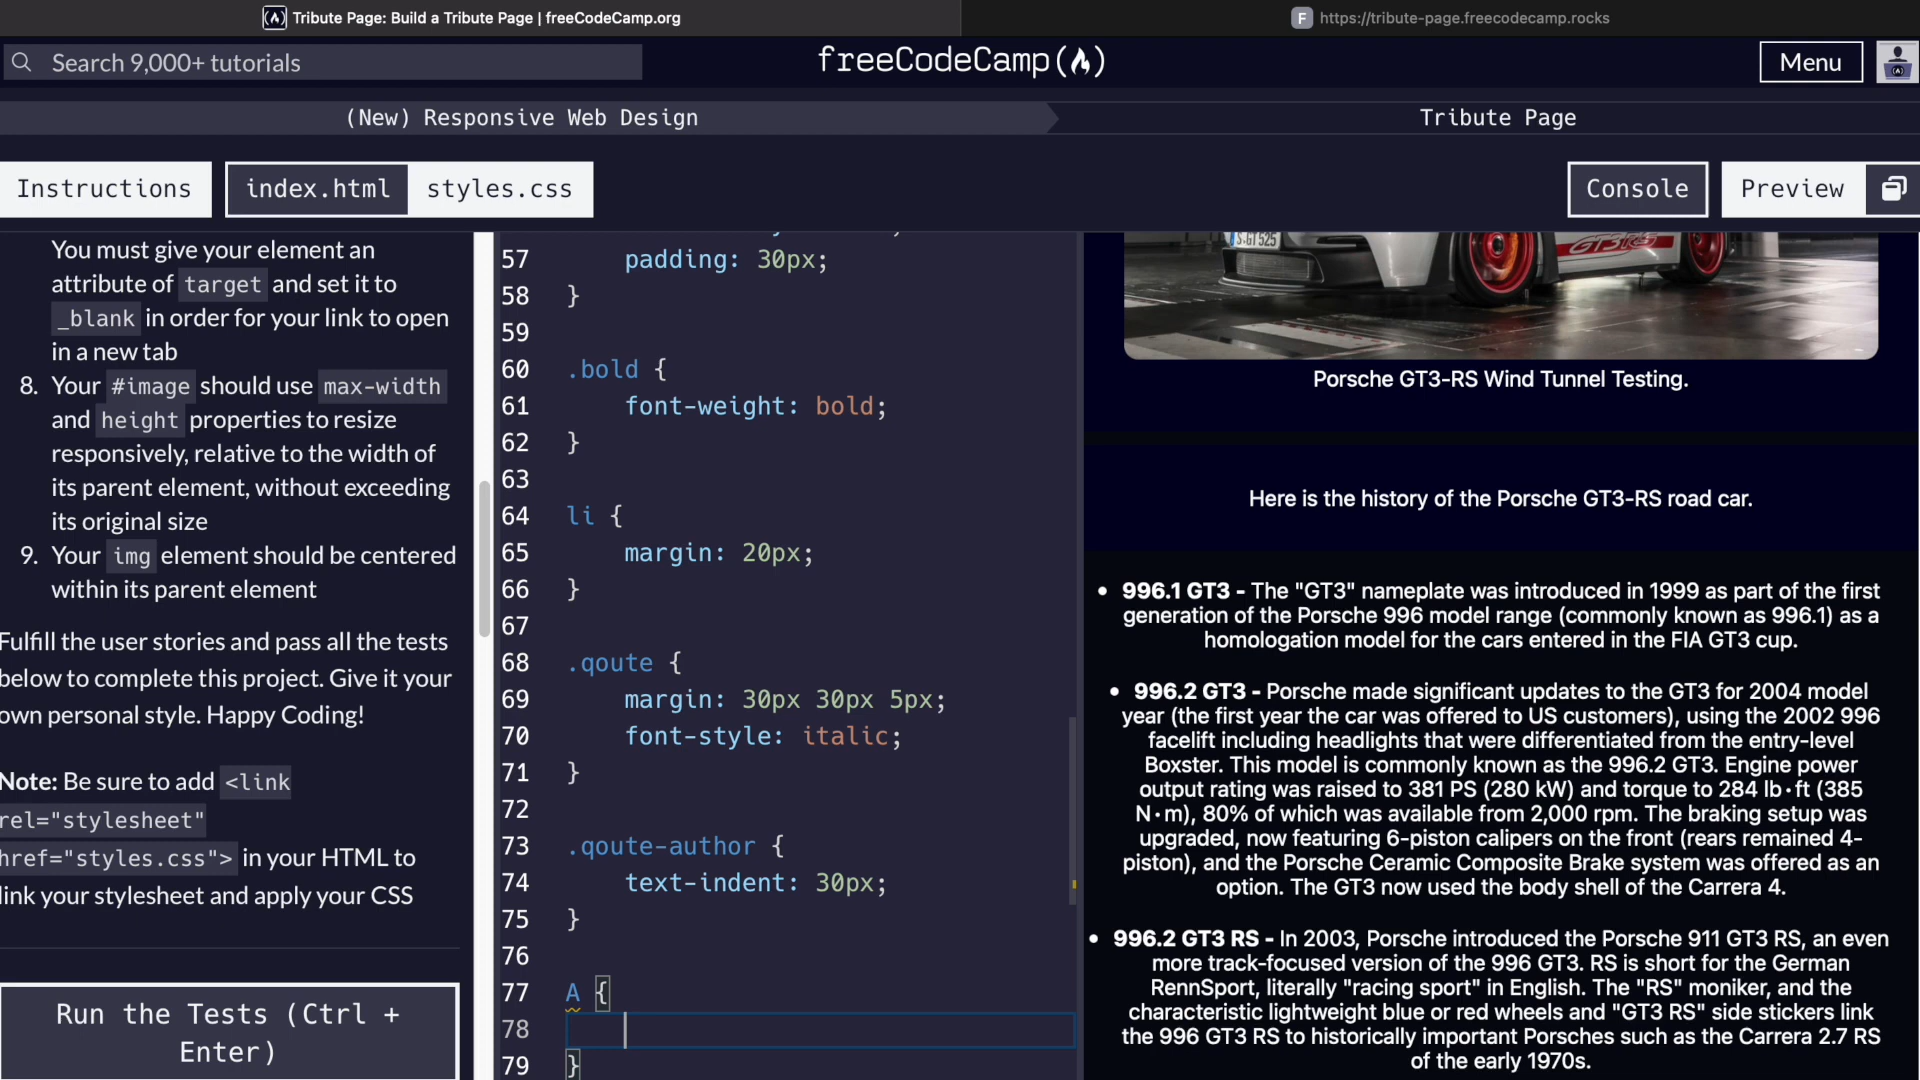 Tribute Page: Build a Tribute Page | freeCodeCamp.org
F https://tribute-page.freecodecamp.rocks
Search 9,000+ tutorials
freeCodeCamp
Menu
(New) Responsive Web Design
Tribute Page
Instructions
index.html
styles.css
Console
Preview
You must give your element an
attribute of target and set it to
_blank in order for your link to open
in a new tab
8. Your #image should use max-width
and height properties to resize
responsively, relative to the width of
its parent element, without exceeding
its original size
9. Your img element should be centered
within its parent element
Fulfill the user stories and pass all the tests
below to complete this project. Give it your
own personal style. Happy Coding!
Note: Be sure to add <link
rel="stylesheet"
href="styles.css"> in your HTML to
link your stylesheet and apply your CSS
Run the Tests (Ctrl +
Enter)
57 padding: 30px;
58 }
59
60 .bold {
61 font-weight: bold;
62 }
63
64 li {
65 margin: 20px;
66 }
67
68 .qoute {
69 margin: 30px 30px 5px;
70 font-style: italic;
71 }
72
73 .qoute-author {
74 text-indent: 30px;
75 }
76
77 A {
78
79 }
S·GT 525
GT3RS
Porsche GT3-RS Wind Tunnel Testing.
Here is the history of the Porsche GT3-RS road car.
• 996.1 GT3 - The "GT3" nameplate was introduced in 1999 as part of the first
generation of the Porsche 996 model range (commonly known as 996.1) as a
homologation model for the cars entered in the FIA GT3 cup.
• 996.2 GT3 - Porsche made significant updates to the GT3 for 2004 model
year (the first year the car was offered to US customers), using the 2002 996
facelift including headlights that were differentiated from the entry-level
Boxster. This model is commonly known as the 996.2 GT3. Engine power
output rating was raised to 381 PS (280 kW) and torque to 284 lb⋅ft (385
N⋅m), 80% of which was available from 2,000 rpm. The braking setup was
upgraded, now featuring 6-piston calipers on the front (rears remained 4-
piston), and the Porsche Ceramic Composite Brake system was offered as an
option. The GT3 now used the body shell of the Carrera 4.
• 996.2 GT3 RS - In 2003, Porsche introduced the Porsche 911 GT3 RS, an even
more track-focused version of the 996 GT3. RS is short for the German
RennSport, literally "racing sport" in English. The "RS" moniker, and the
characteristic lightweight blue or red wheels and "GT3 RS" side stickers link
the 996 GT3 RS to historically important Porsches such as the Carrera 2.7 RS
of the early 1970s.